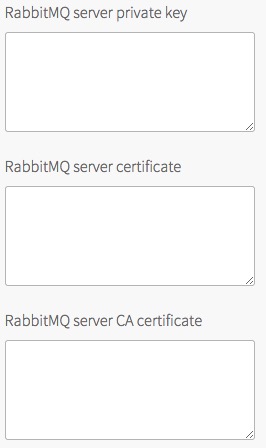 RabbitMQ server private key
RabbitMQ server certificate
RabbitMQ server CA certificate